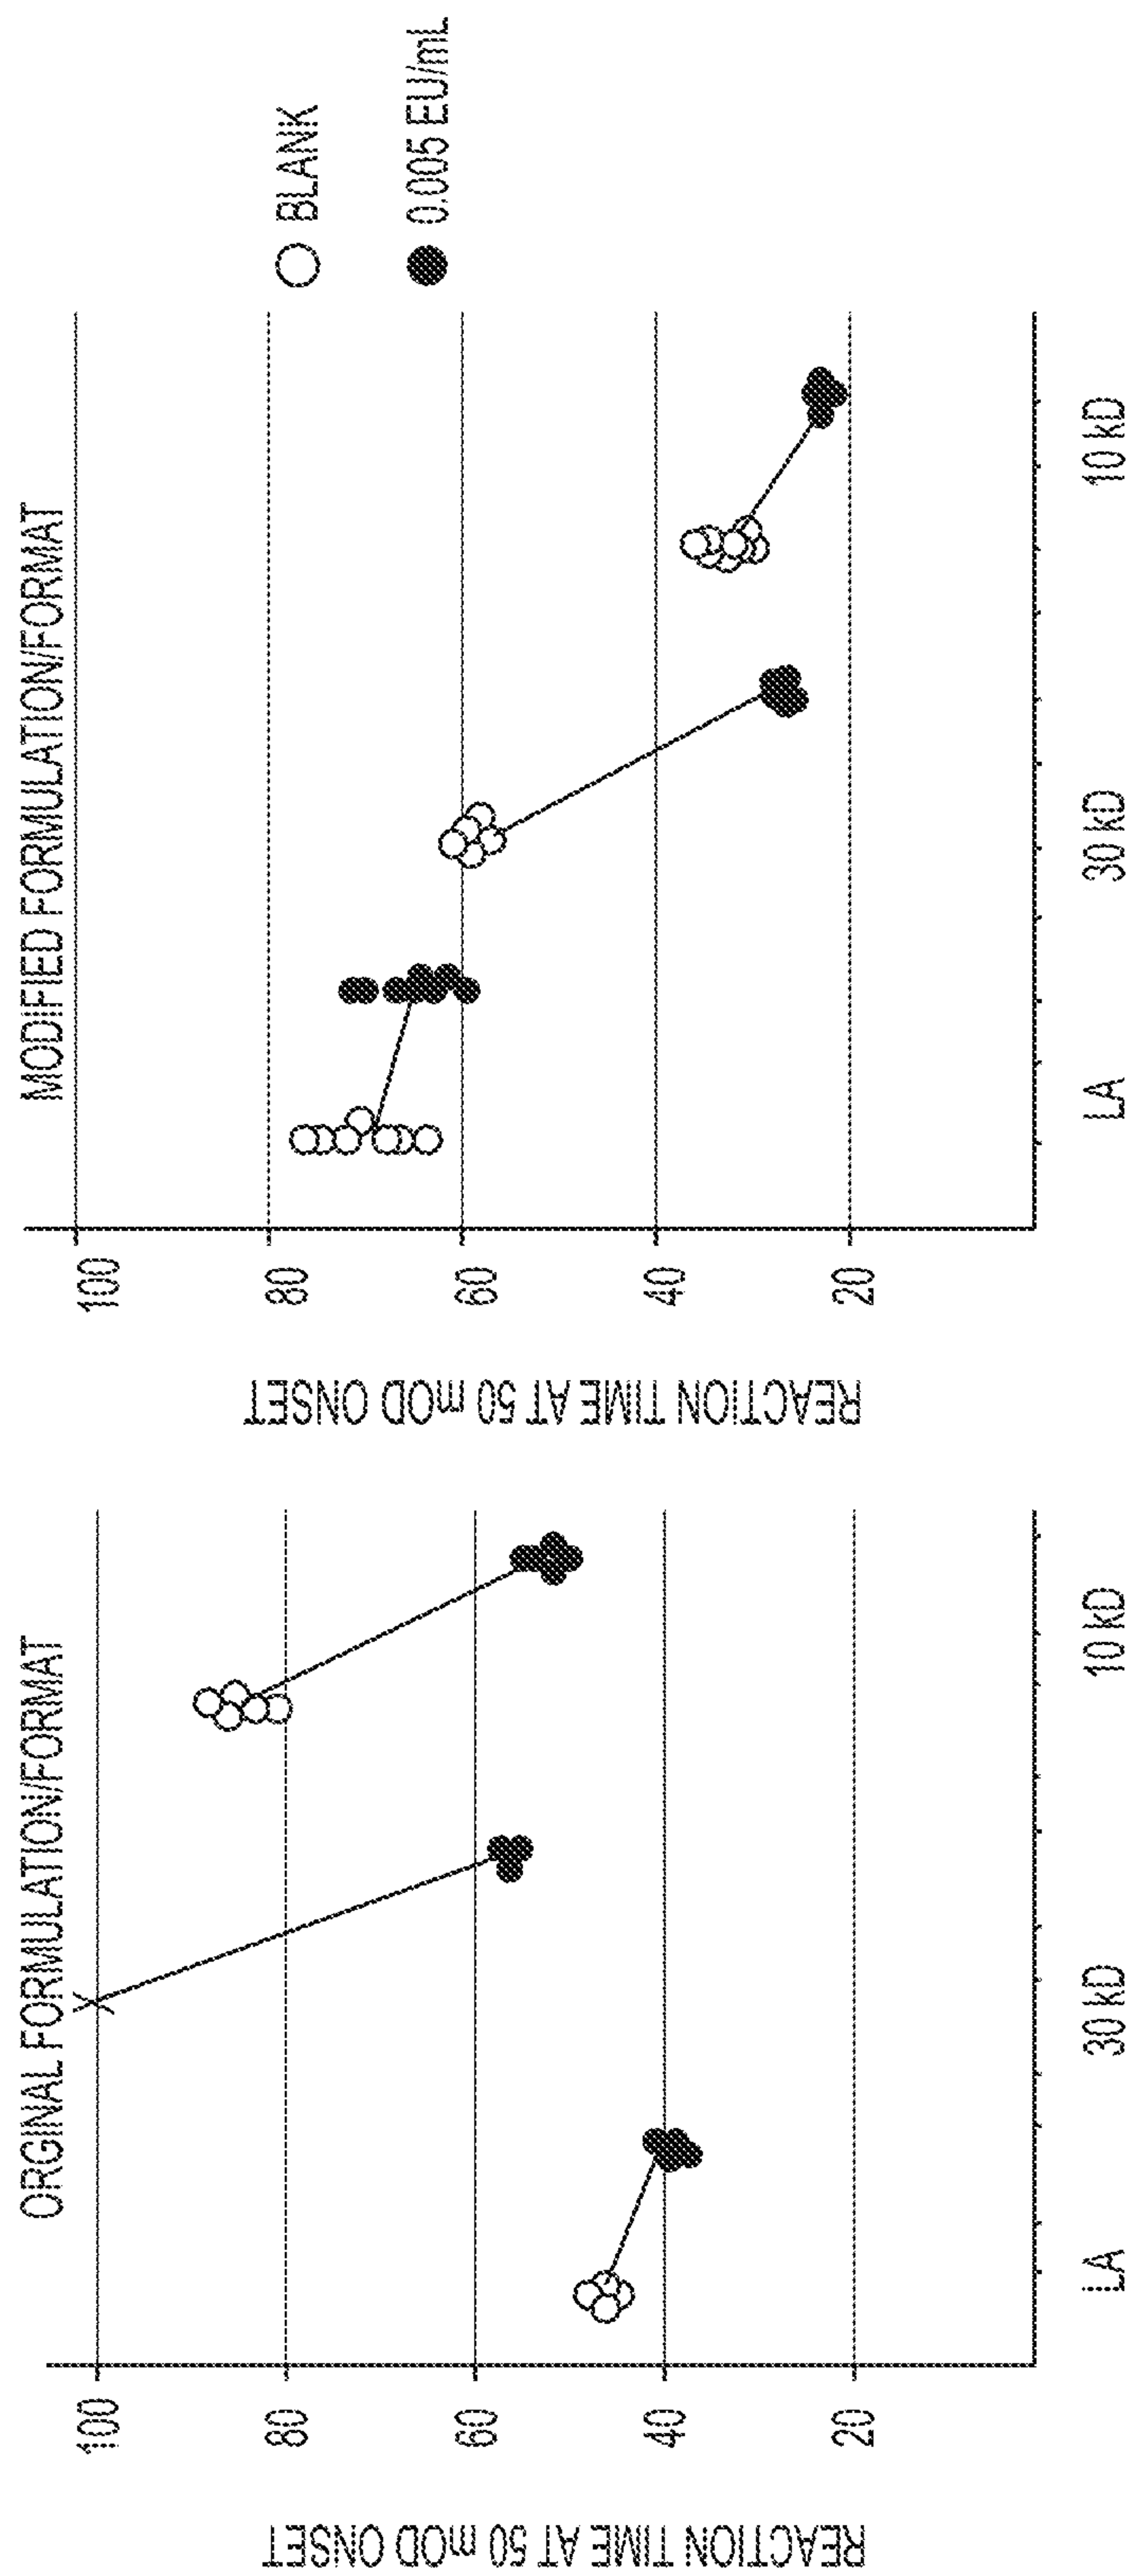 ORGINAL FORMULATION/FORMAT
REACTION TIME AT 50 mOD ONSET
100
80
60
40
20
LA
30 kD
10 kD
MODIFIED FORMULATION/FORMAT
REACTION TIME AT 50 mOD ONSET
100
80
60
40
20
LA
30 kD
10 kD
BLANK
0.005 EU/mL